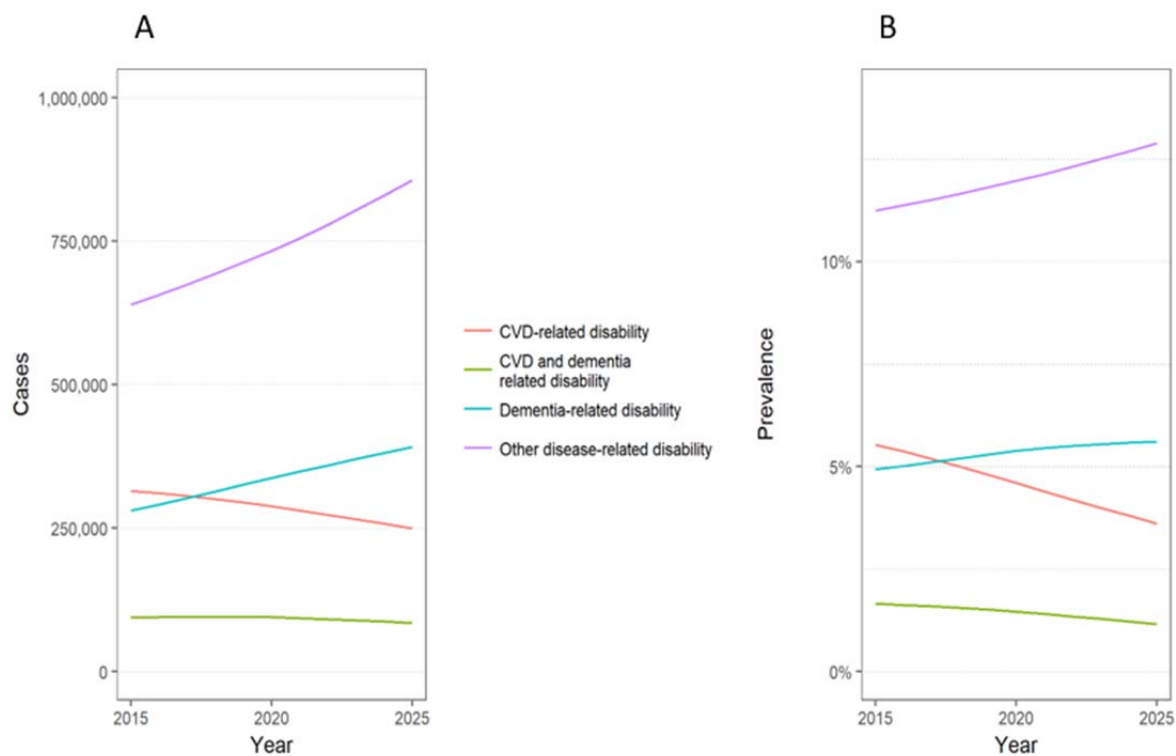 A
1,000,000
750,000
500,000
250,000
0
Cases
2015 2020 2025
Year
CVD-related disability
CVD and dementia
related disability
Dementia-related disability
Other disease-related disability
B
10%
5%
0%
Prevalence
2015 2020 2025
Year